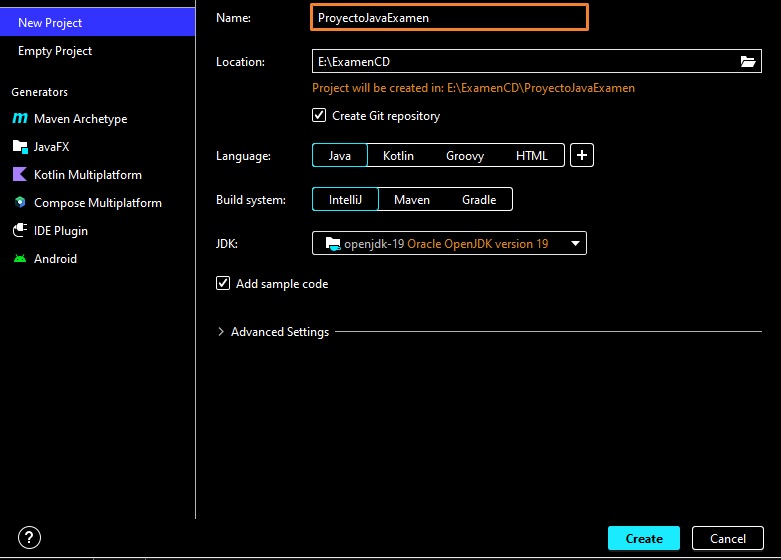 New Project
Empty Project
Generators
Maven Archetype
JavaFX
Kotlin Multiplatform
Compose Multiplatform
IDE Plugin
Android
Name: ProyectoJavaExamen
Location: E:\ExamenCD
Project will be created in: E:\ExamenCD\ProyectoJavaExamen
Create Git repository
Language: Java Kotlin Groovy HTML +
Build system: IntelliJ Maven Gradle
JDK: openjdk-19 Oracle OpenJDK version 19
Add sample code
Advanced Settings
? Create Cancel